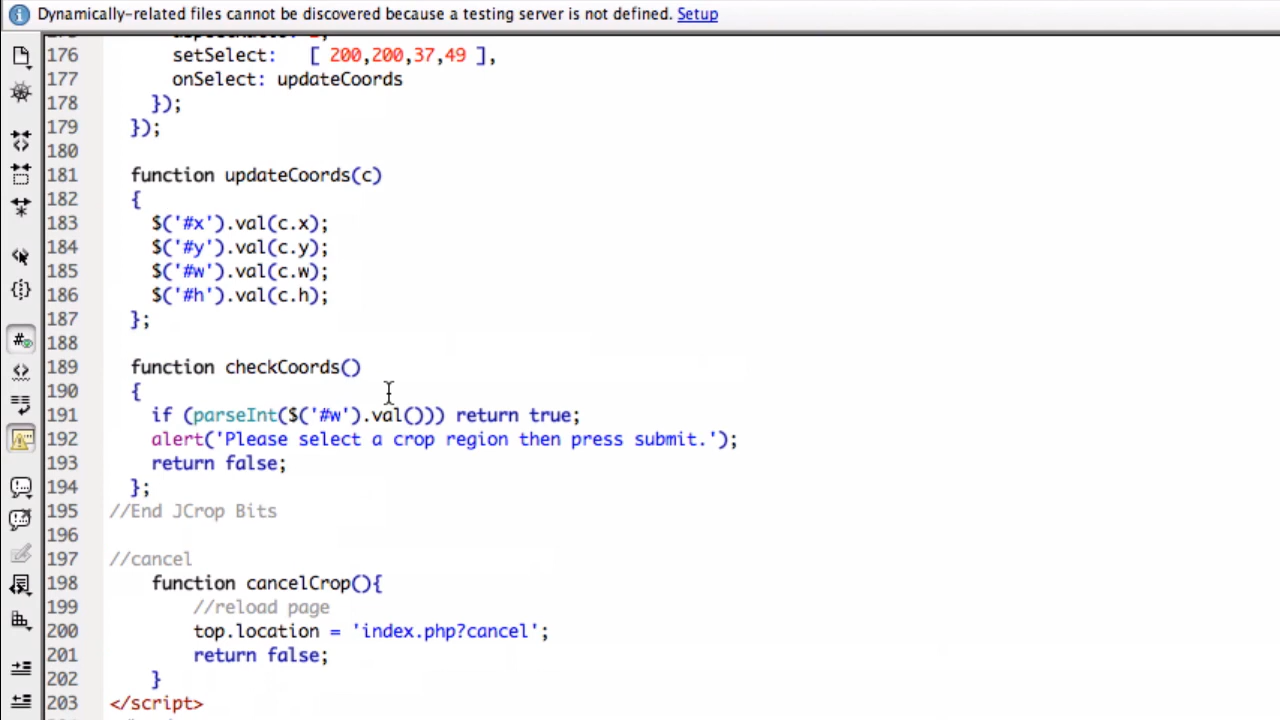 Dynamically-related files cannot be discovered because a testing server is not defined. Setup
176 setSelect: [ 200,200,37,49 ],
177 onSelect: updateCoords
178 });
179 });
180
181 function updateCoords(c)
182 {
183 $('#x').val(c.x);
184 $('#y').val(c.y);
185 $('#w').val(c.w);
186 $('#h').val(c.h);
187 };
188
189 function checkCoords()
190 {
191 if (parseInt($('#w').val())) return true;
192 alert('Please select a crop region then press submit.');
193 return false;
194 };
195 //End JCrop Bits
196
197 //cancel
198 function cancelCrop(){
199 //reload page
200 top.location = 'index.php?cancel';
201 return false;
202 }
203 </script>